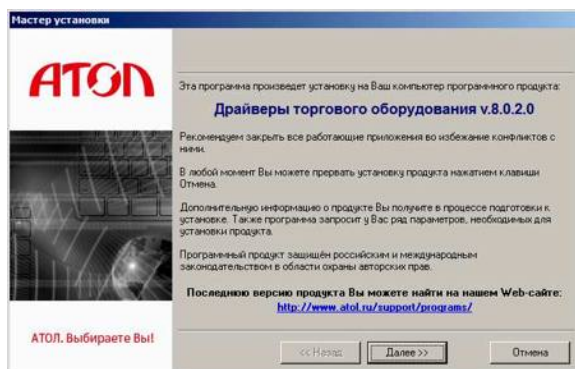 Мастер установки
АТОЛ
Эта программа произведет установку на Ваш компьютер программного продукта:
Драйверы торгового оборудования v.8.0.2.0
Рекомендуем закрыть все работающие приложения во избежание конфликтов с
ними.
В любой момент Вы можете прервать установку продукта нажатием клавиши
Отмена.
Дополнительную информацию о продукте Вы получите в процессе подготовки к
установке. Также программа запросит у Вас ряд параметров, необходимых для
установки продукта.
Программный продукт защищён российским и международным
законодательством в области охраны авторских прав.
Последнюю версию продукта Вы можете найти на нашем Web-сайте:
http://www.atol.ru/support/programs/
АТОЛ. Выбираете Вы!
<< Назад
Далее >>
Отмена